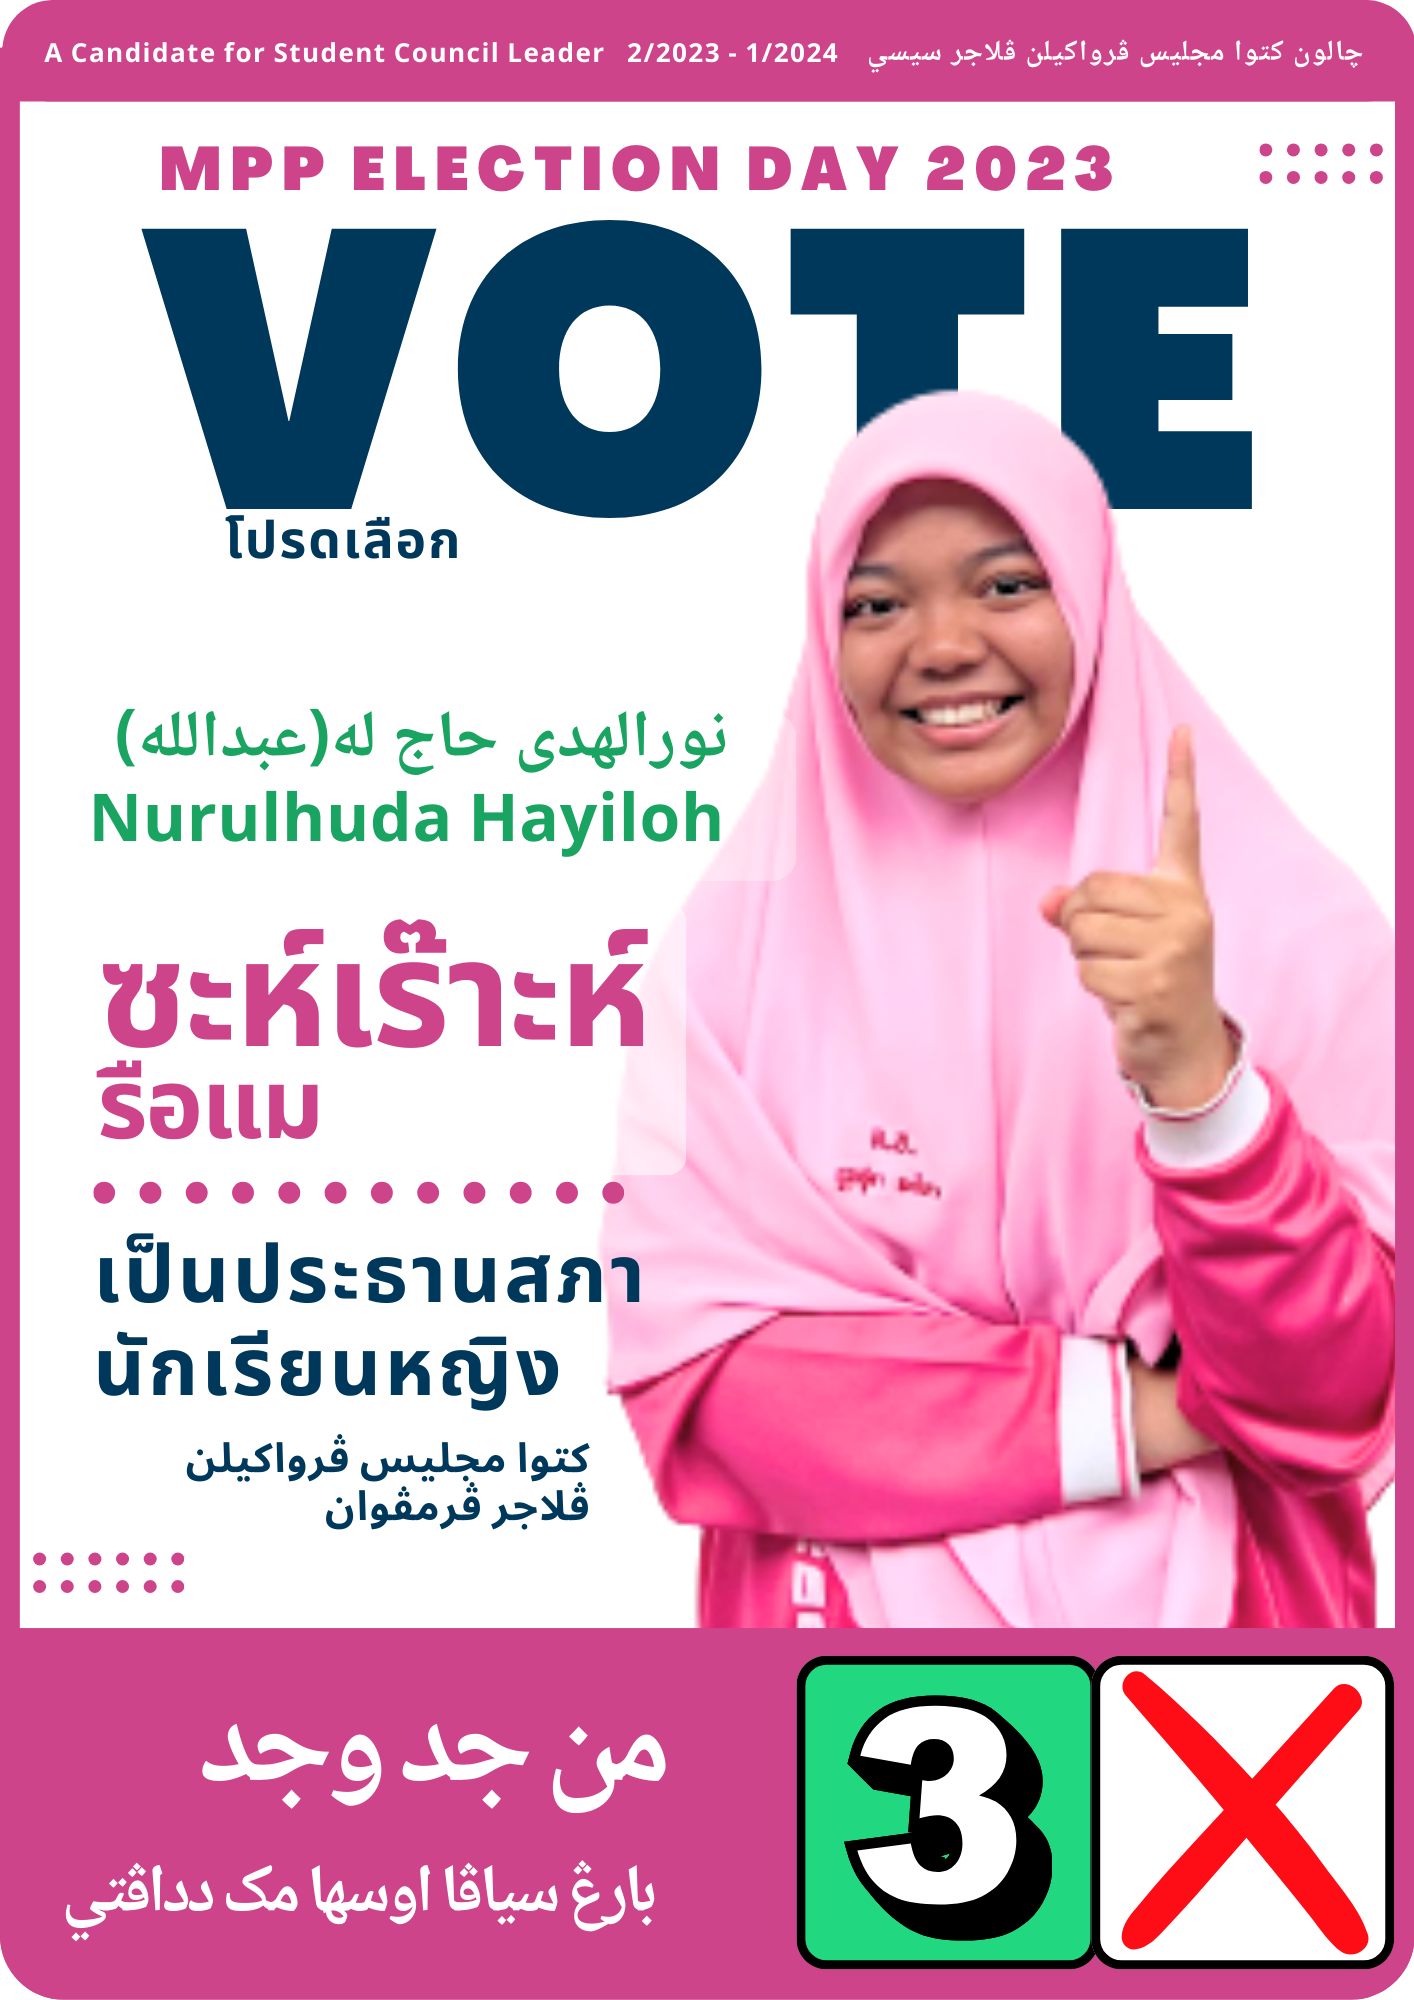 A Candidate for Student Council Leader 2/2023 - 1/2024 چالون كتوا مجليس ڤرواكيلن ڤلاجر سيسي
MPP ELECTION DAY 2023
VOTE
โปรดเลือก
نورالهدى حاج له(عبدالله)
Nurulhuda Hayiloh
ซะห์เร๊าะห์
รือแม
เป็นประธานสภา
นักเรียนหญิง
كتوا مجليس ڤرواكيلن
ڤلاجر ڤرمڤوان
من جد وجد
بارڠ سياڤا اوسها مک دداڤتي
3